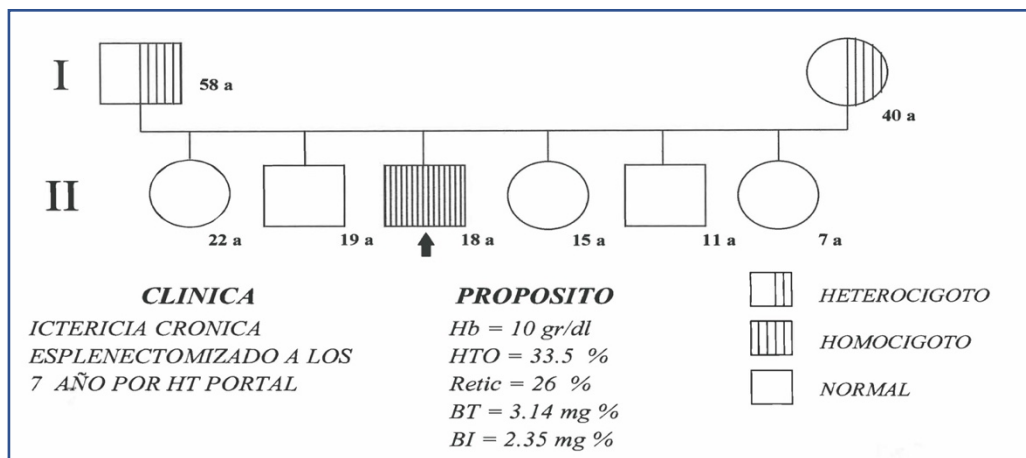 I
58 a
40 a
II
22 a
19 a
18 a
15 a
11 a
7 a
CLINICA
ICTERICIA CRONICA
ESPLENECTOMIZADO A LOS
7 AÑO POR HT PORTAL
PROPOSITO
Hb = 10 gr/dl
HTO = 33.5 %
Retic = 26 %
BT = 3.14 mg %
BI = 2.35 mg %
HETEROCIGOTO
HOMOCIGOTO
NORMAL